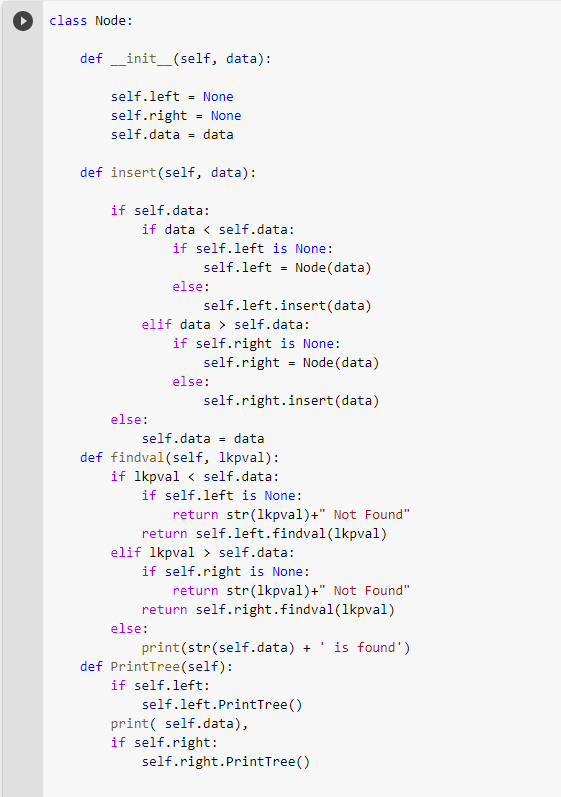 class Node:
    def __init__(self, data):
        self.left = None
        self.right = None
        self.data = data
    def insert(self, data):
        if self.data:
            if data < self.data:
                if self.left is None:
                    self.left = Node(data)
                else:
                    self.left.insert(data)
            elif data > self.data:
                if self.right is None:
                    self.right = Node(data)
                else:
                    self.right.insert(data)
        else:
            self.data = data
    def findval(self, lkpval):
        if lkpval < self.data:
            if self.left is None:
                return str(lkpval)+" Not Found"
            return self.left.findval(lkpval)
        elif lkpval > self.data:
            if self.right is None:
                return str(lkpval)+" Not Found"
            return self.right.findval(lkpval)
        else:
            print(str(self.data) + ' is found')
    def PrintTree(self):
        if self.left:
            self.left.PrintTree()
        print( self.data),
        if self.right:
            self.right.PrintTree()